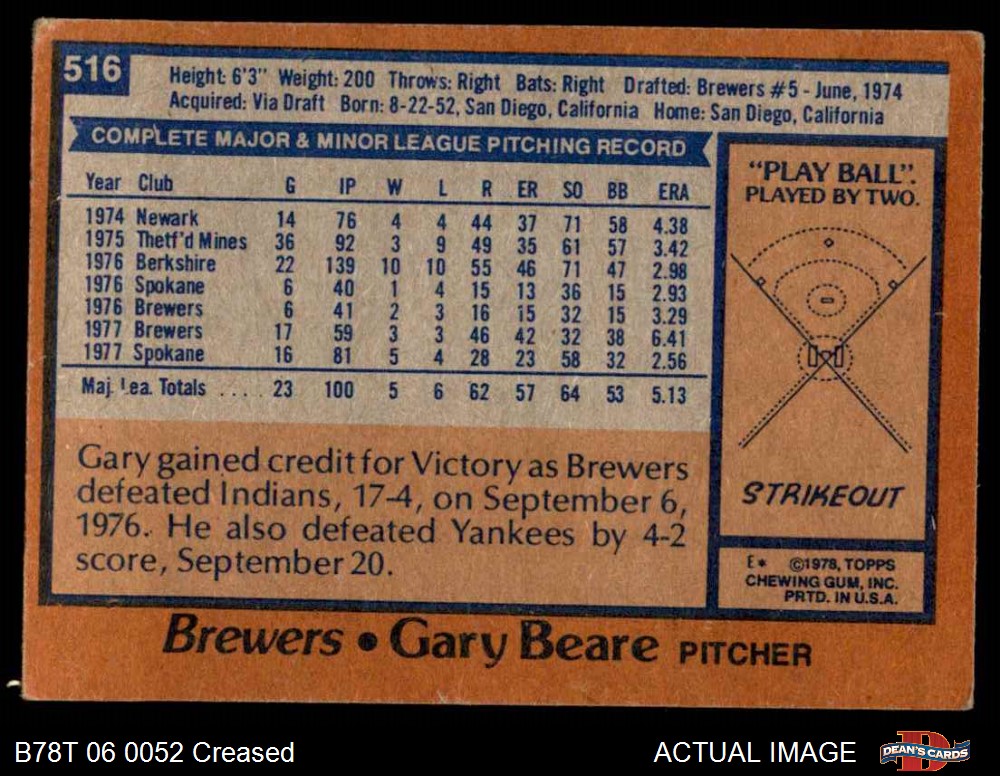 516
Height: 6'3" Weight: 200 Throws: Right Bats: Right Drafted: Brewers #5 - June, 1974
Acquired: Via Draft Born: 8-22-52, San Diego, California Home: San Diego, California
COMPLETE MAJOR & MINOR LEAGUE PITCHING RECORD
Year Club G IP W L R ER SO BB ERA
1974 Newark 14 76 4 4 44 37 71 58 4.38
1975 Thetf'd Mines 36 92 3 9 49 35 61 57 3.42
1976 Berkshire 22 139 10 10 55 46 71 47 2.98
1976 Spokane 6 40 1 4 15 13 36 15 2.93
1976 Brewers 6 41 2 3 16 15 32 15 3.29
1977 Brewers 17 59 3 3 46 42 32 38 6.41
1977 Spokane 16 81 5 4 28 23 58 32 2.56
Maj. Lea. Totals .... 23 100 5 6 62 57 64 53 5.13
Gary gained credit for Victory as Brewers
defeated Indians, 17-4, on September 6,
1976. He also defeated Yankees by 4-2
score, September 20.
"PLAY BALL".
PLAYED BY TWO.
STRIKEOUT
E* ©1978, TOPPS
CHEWING GUM, INC.
PRTD. IN U.S.A.
Brewers • Gary Beare PITCHER
B78T 06 0052 Creased
ACTUAL IMAGE
D
DEAN'S CARDS